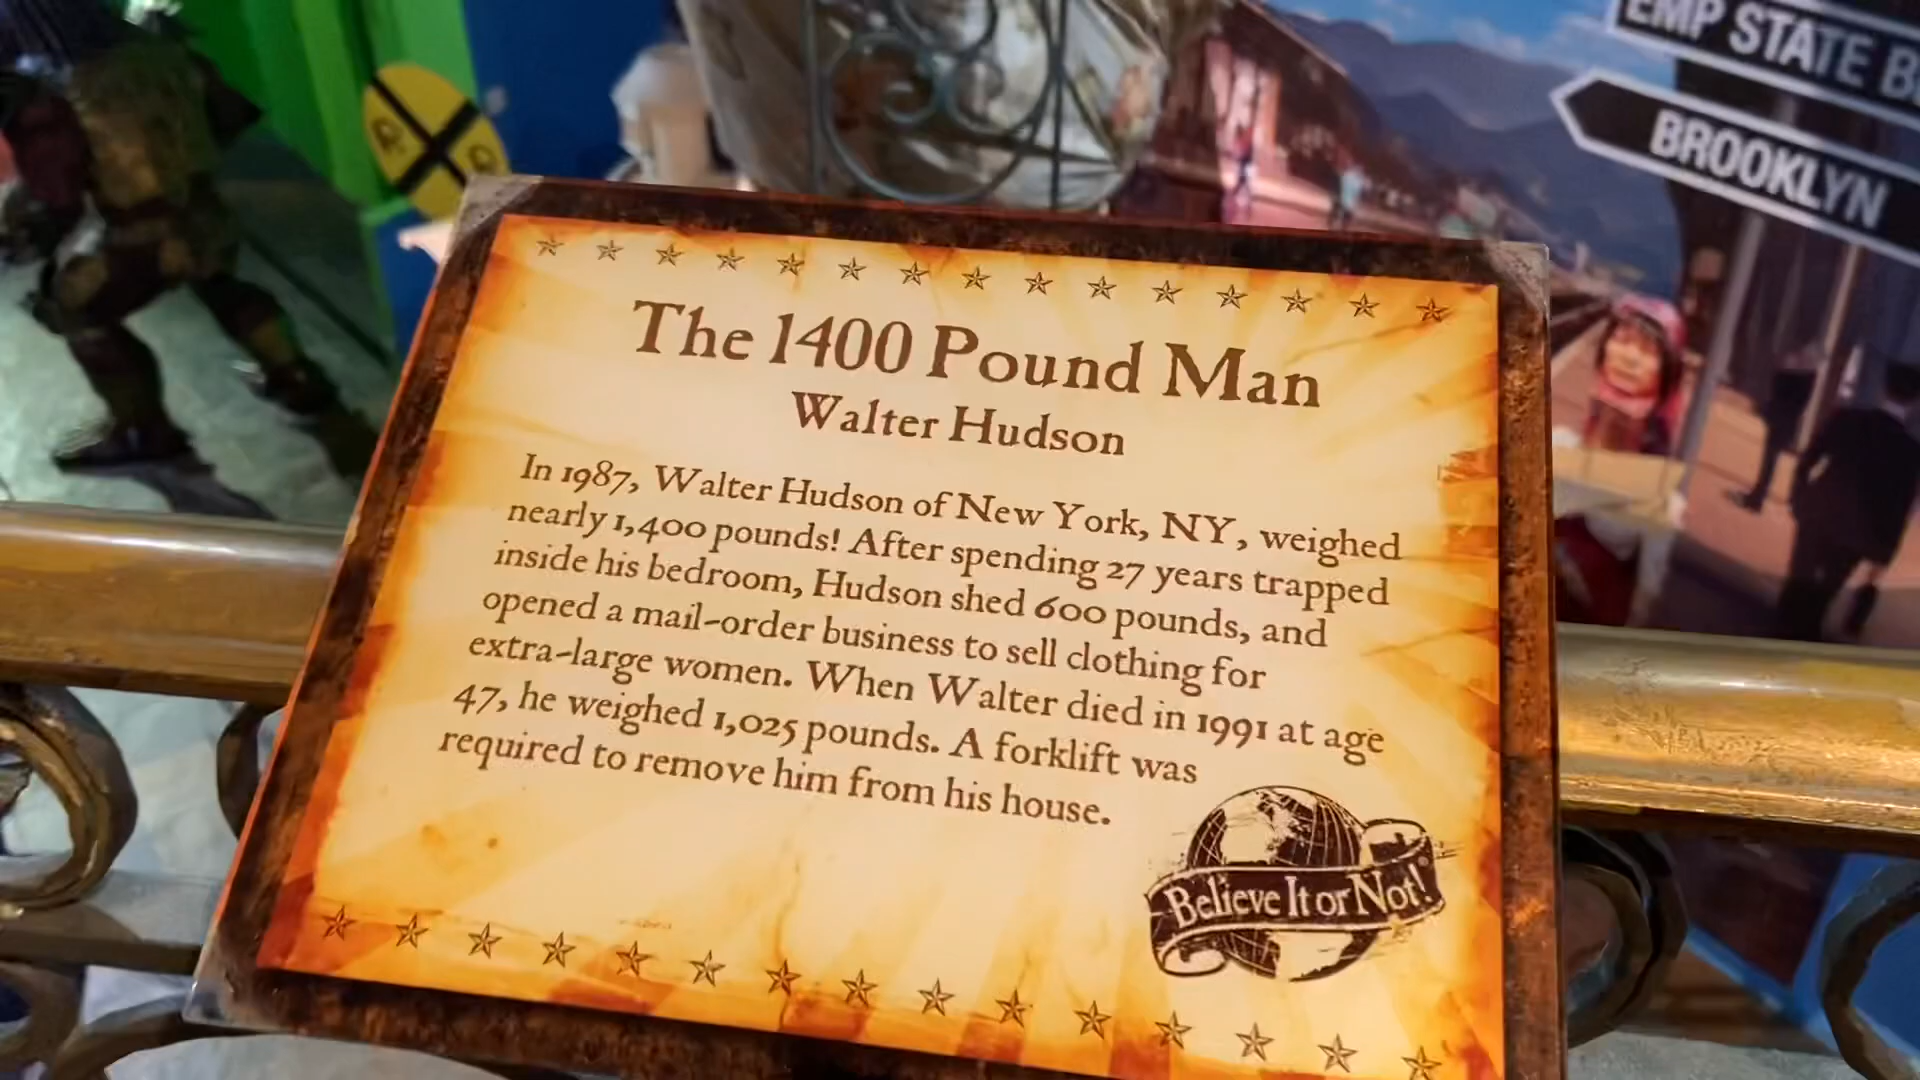 EMP STATE B
BROOKLYN
R R
The 1400 Pound Man
Walter Hudson
In 1987, Walter Hudson of New York, NY, weighed
nearly 1,400 pounds! After spending 27 years trapped
inside his bedroom, Hudson shed 600 pounds, and
opened a mail-order business to sell clothing for
extra-large women. When Walter died in 1991 at age
47, he weighed 1,025 pounds. A forklift was
required to remove him from his house.
Believe It or Not!®